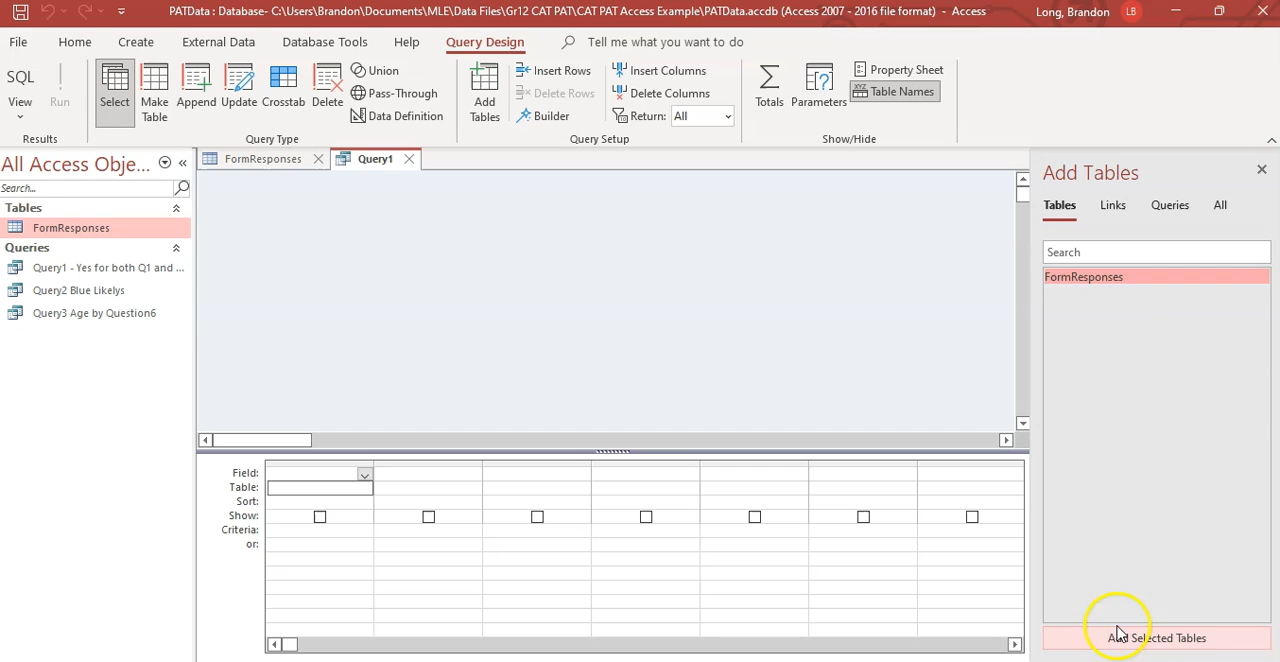 PATData : Database- C:\Users\Brandon\Documents\MLE\Data Files\Gr12 CAT PAT\CAT PAT Access Example\PATData.accdb (Access 2007 - 2016 file format) - Access
Long, Brandon LB
File Home Create External Data Database Tools Help Query Design Tell me what you want to do
SQL
View
Run
Results
Select
Make Table
Append
Update
Crosstab
Delete
Union
Pass-Through
Data Definition
Query Type
Add Tables
Insert Rows
Delete Rows
Builder
Insert Columns
Delete Columns
Return: All
Query Setup
Totals
Parameters
Property Sheet
XYZ Table Names
Show/Hide
All Access Obje...
Search...
Tables
FormResponses
Queries
Query1 - Yes for both Q1 and ...
Query2 Blue Likelys
Query3 Age by Question6
FormResponses
Query1
Field:
Table:
Sort:
Show:
Criteria:
or:
Add Tables
Tables Links Queries All
Search
FormResponses
Add Selected Tables